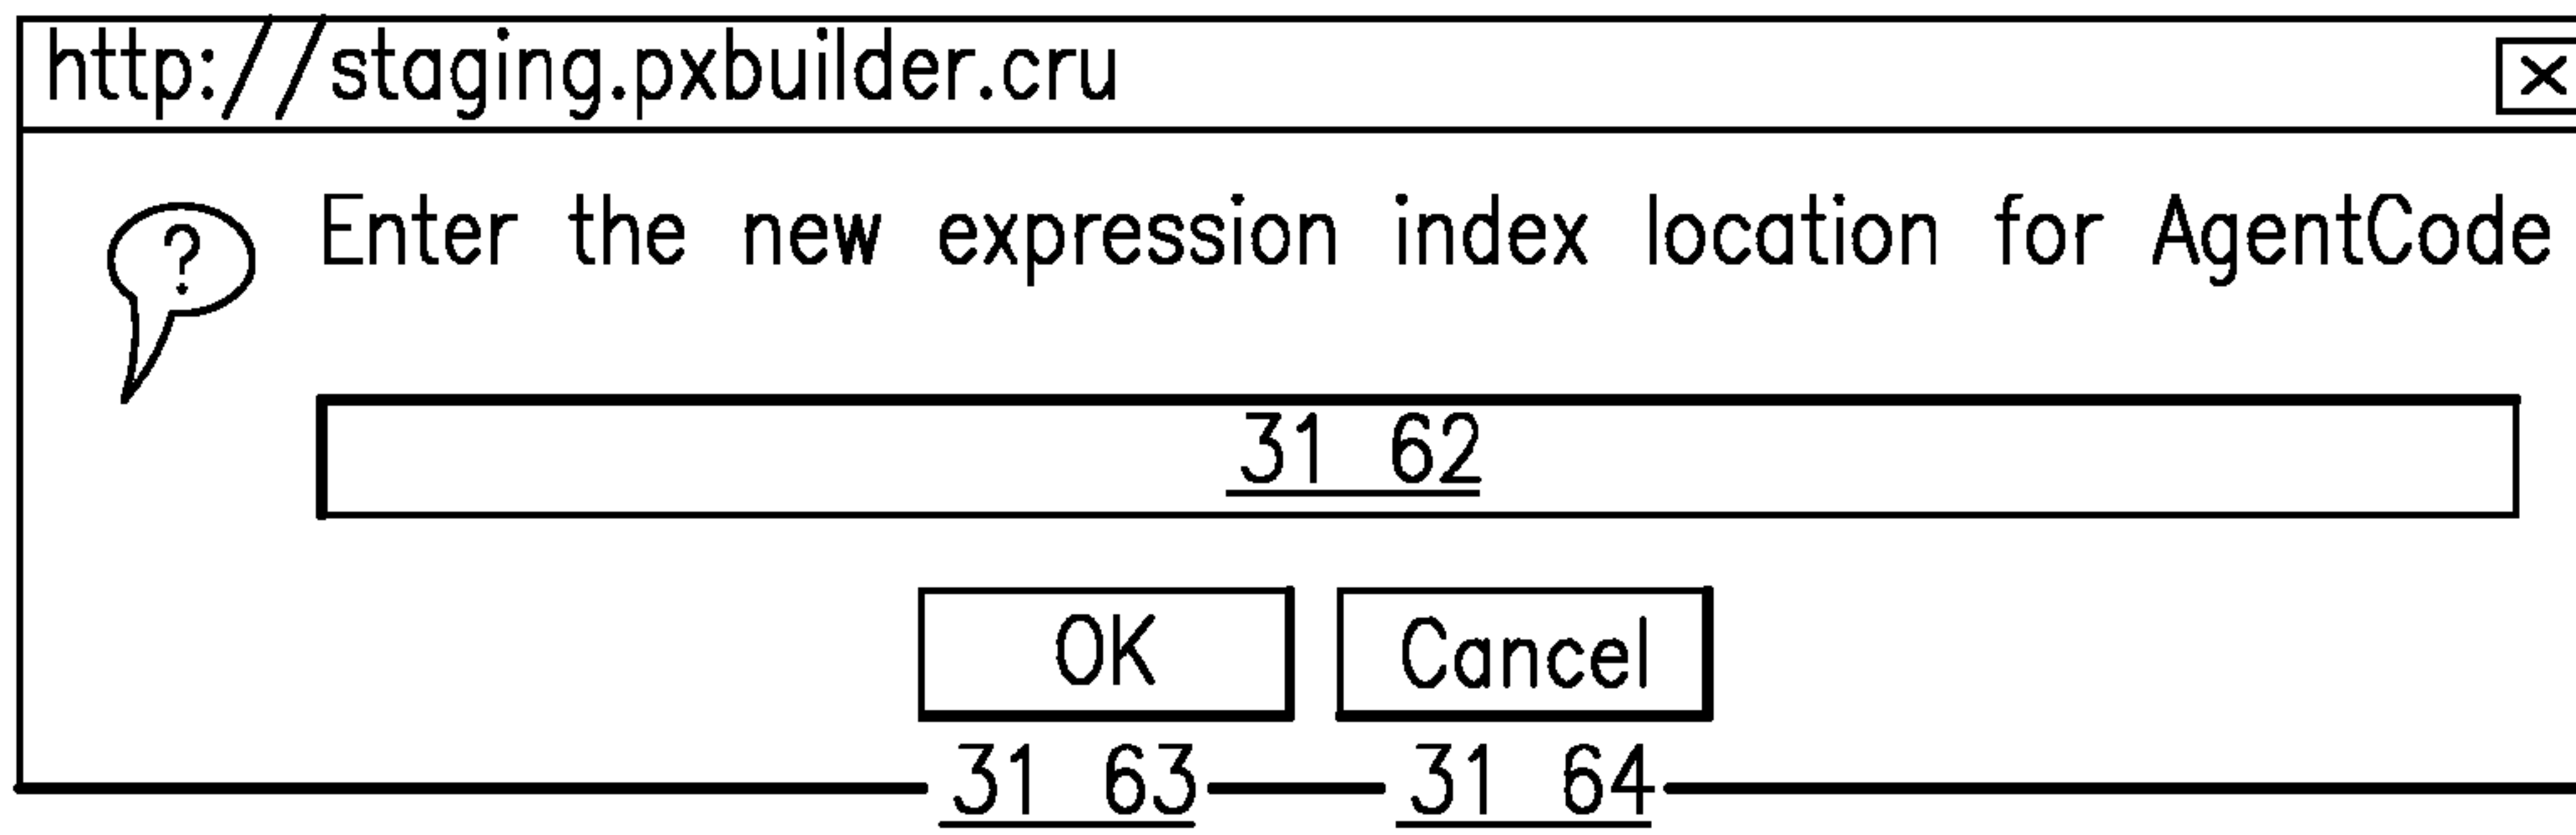 http://staging.pxbuilder.cru
Enter the new expression index location for AgentCode
?
31 62
OK Cancel
31 63 31 64